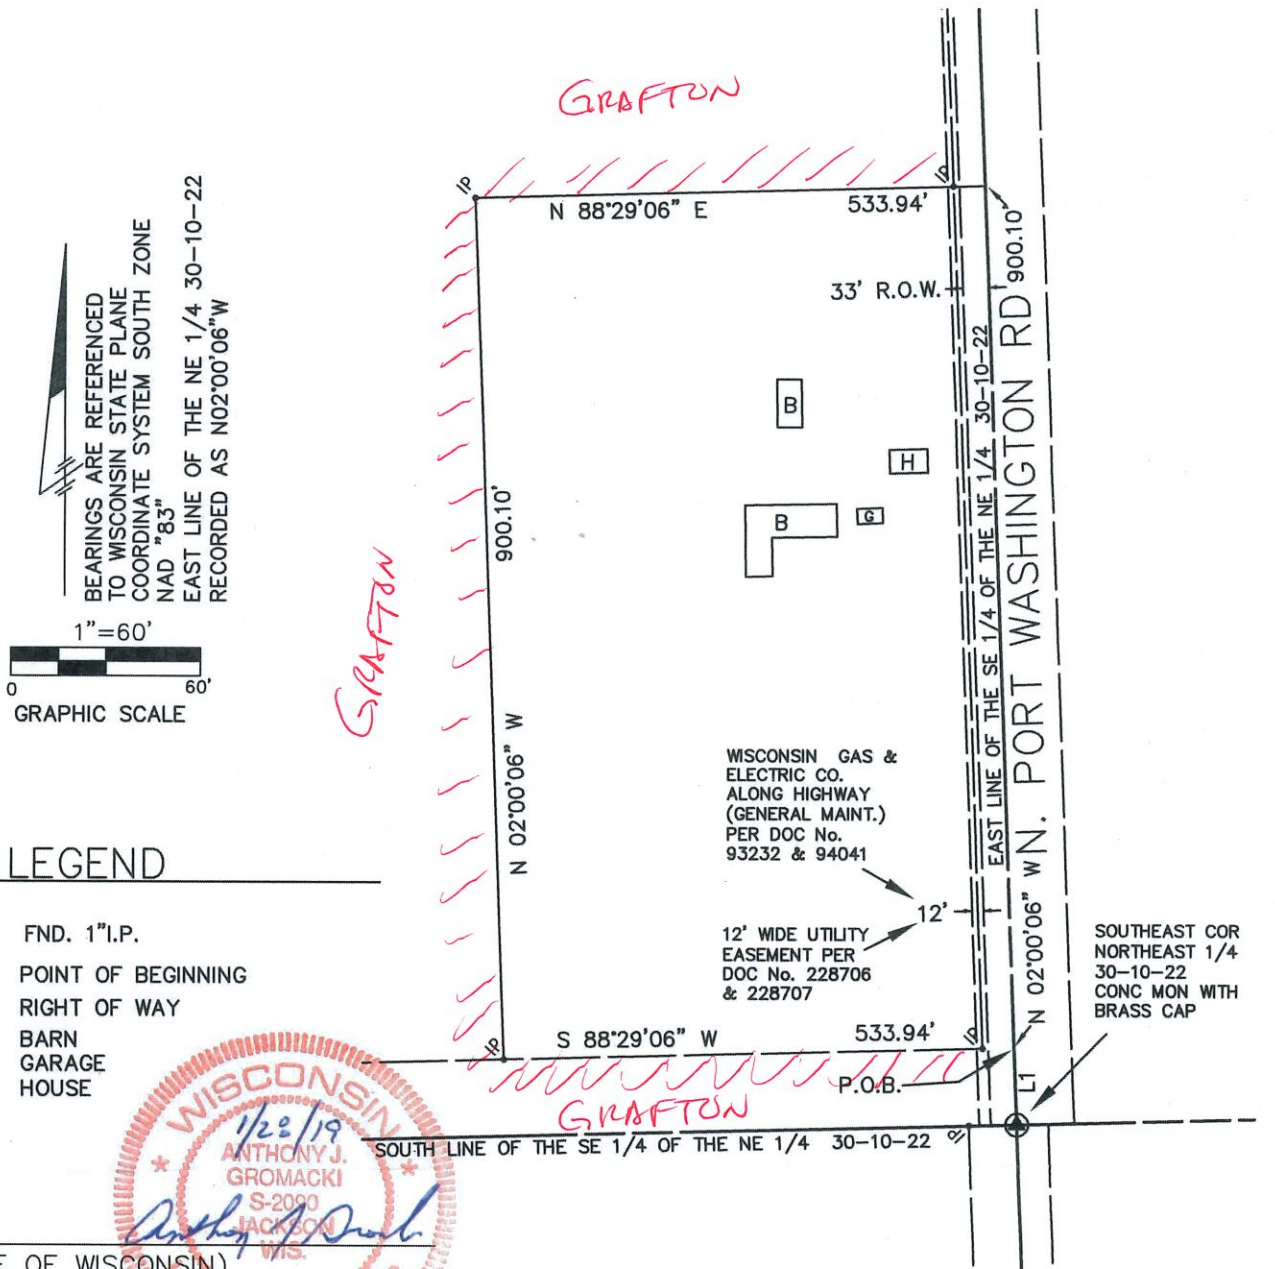 GRAFTON
IP
IP
N 88°29'06" E
533.94'
900.10'
33' R.O.W.
BEARINGS ARE REFERENCED
TO WISCONSIN STATE PLANE
COORDINATE SYSTEM SOUTH ZONE
NAD "83"
EAST LINE OF THE NE 1/4 30-10-22
RECORDED AS N02°00'06"W
B
H
B
G
900.10'
N 02°00'06" W
GRAFTON
EAST LINE OF THE SE 1/4 OF THE NE 1/4 30-10-22
N. PORT WASHINGTON RD
N 02°00'06" W
1"=60'
0
60'
GRAPHIC SCALE
WISCONSIN GAS &
ELECTRIC CO.
ALONG HIGHWAY
(GENERAL MAINT.)
PER DOC No.
93232 & 94041
12'
12' WIDE UTILITY
EASEMENT PER
DOC No. 228706
& 228707
SOUTHEAST COR
NORTHEAST 1/4
30-10-22
CONC MON WITH
BRASS CAP
LEGEND
FND. 1"I.P.
POINT OF BEGINNING
RIGHT OF WAY
BARN
GARAGE
HOUSE
IP
S 88°29'06" W
533.94'
IP
P.O.B.
L1
GRAFTON
SOUTH LINE OF THE SE 1/4 OF THE NE 1/4 30-10-22
IP
WISCONSIN
ANTHONY J.
GROMACKI
S-2090
JACKSON
WIS.
OF WISCONSIN)